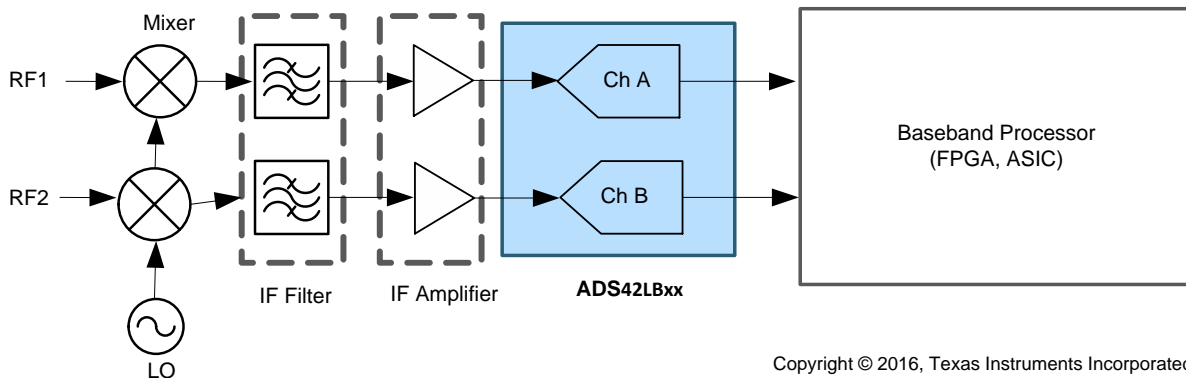 Mixer
RF1
Ch A
Baseband Processor
(FPGA, ASIC)
RF2
Ch B
IF Filter
IF Amplifier
ADS42LBxx
LO
Copyright © 2016, Texas Instruments Incorporated